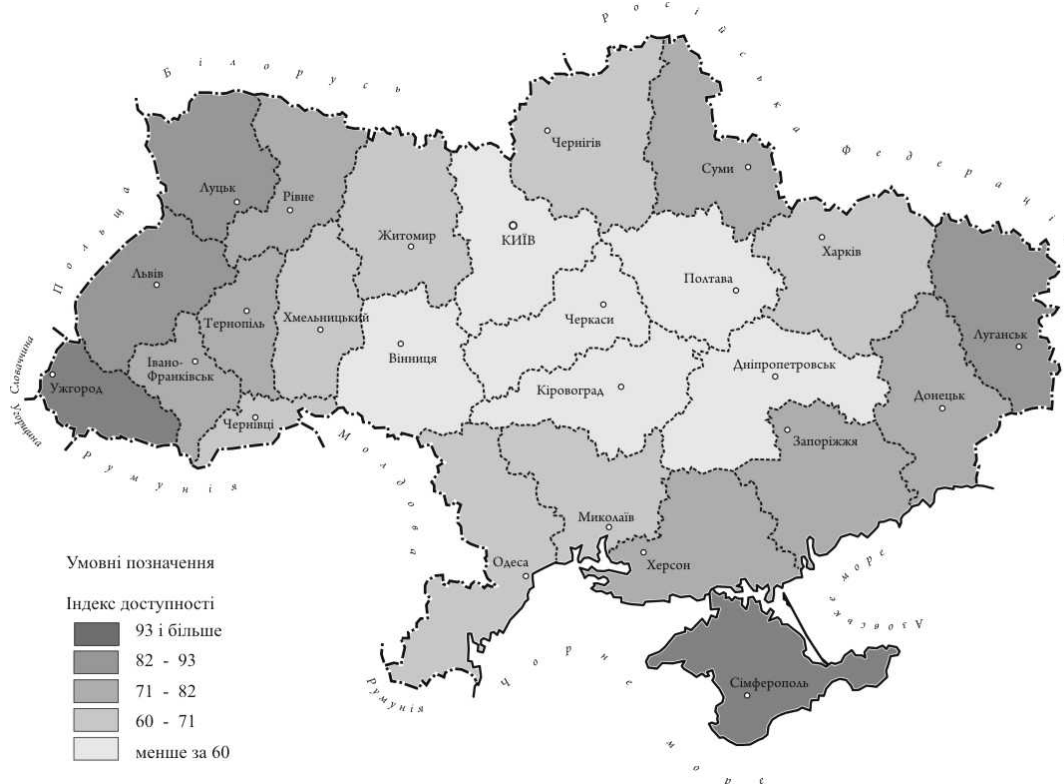 Російська Федераці
Білорусь
Польща
Словаччина
Угорщина
Румунія
Молдова
Румунія
Чорне
море
Азовське
море
Чернігів
Суми
Луцьк
Рівне
Житомир
КИЇВ
Харків
Львів
Полтава
Тернопіль
Хмельницький
Черкаси
Луганськ
Вінниця
Івано-
Франківськ
Дніпропетровськ
Ужгород
Кіровоград
Донецьк
Чернівці
Запоріжжя
Миколаїв
Одеса
Херсон
Сімферополь
Умовні позначення
Індекс доступності
93 і більше
82 - 93
71 - 82
60 - 71
менше за 60